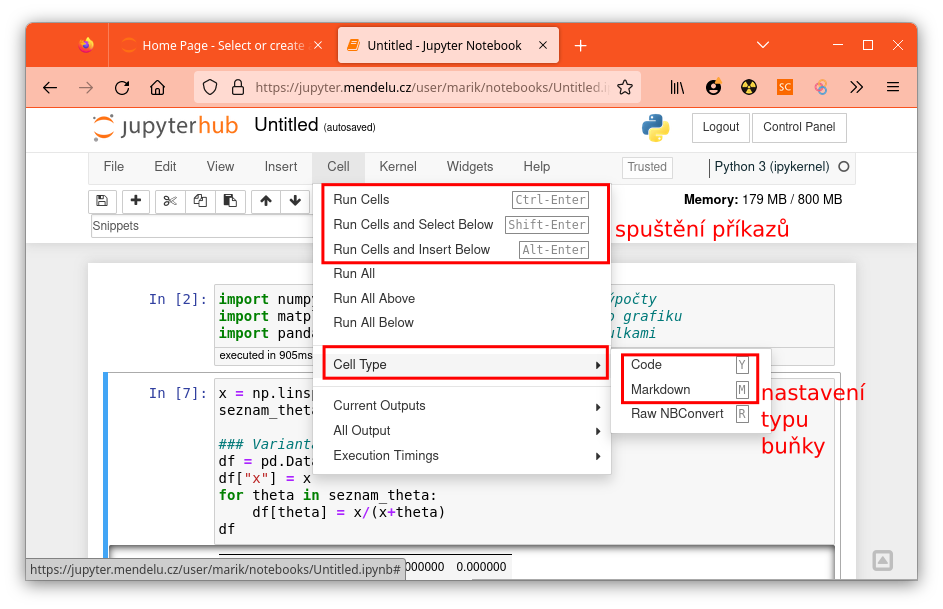 Home Page - Select or create
Untitled - Jupyter Notebook
https://jupyter.mendelu.cz/user/marik/notebooks/Untitled.i
SC
jupyterhub Untitled (autosaved)
Logout
Control Panel
File Edit View Insert Cell Kernel Widgets Help
Trusted
Python 3 (ipykernel)
Memory: 179 MB / 800 MB
Snippets
Run Cells Ctrl-Enter
Run Cells and Select Below Shift-Enter
Run Cells and Insert Below Alt-Enter
spuštění příkazů
Run All
Run All Above
Run All Below
Cell Type
Code Y
Markdown M
Raw NBConvert R
nastavení
typu
buňky
Current Outputs
All Output
Execution Timings
In [2]: import nump
import matp
import panda
grafiku
executed in 905ms
In [7]: x = np.linsp
seznam_theta
### Varianta
df = pd.Data
df["x"] = x
for theta in seznam_theta:
df[theta] = x/(x+theta)
df
000000 0.000000
https://jupyter.mendelu.cz/user/marik/notebooks/Untitled.ipynb#